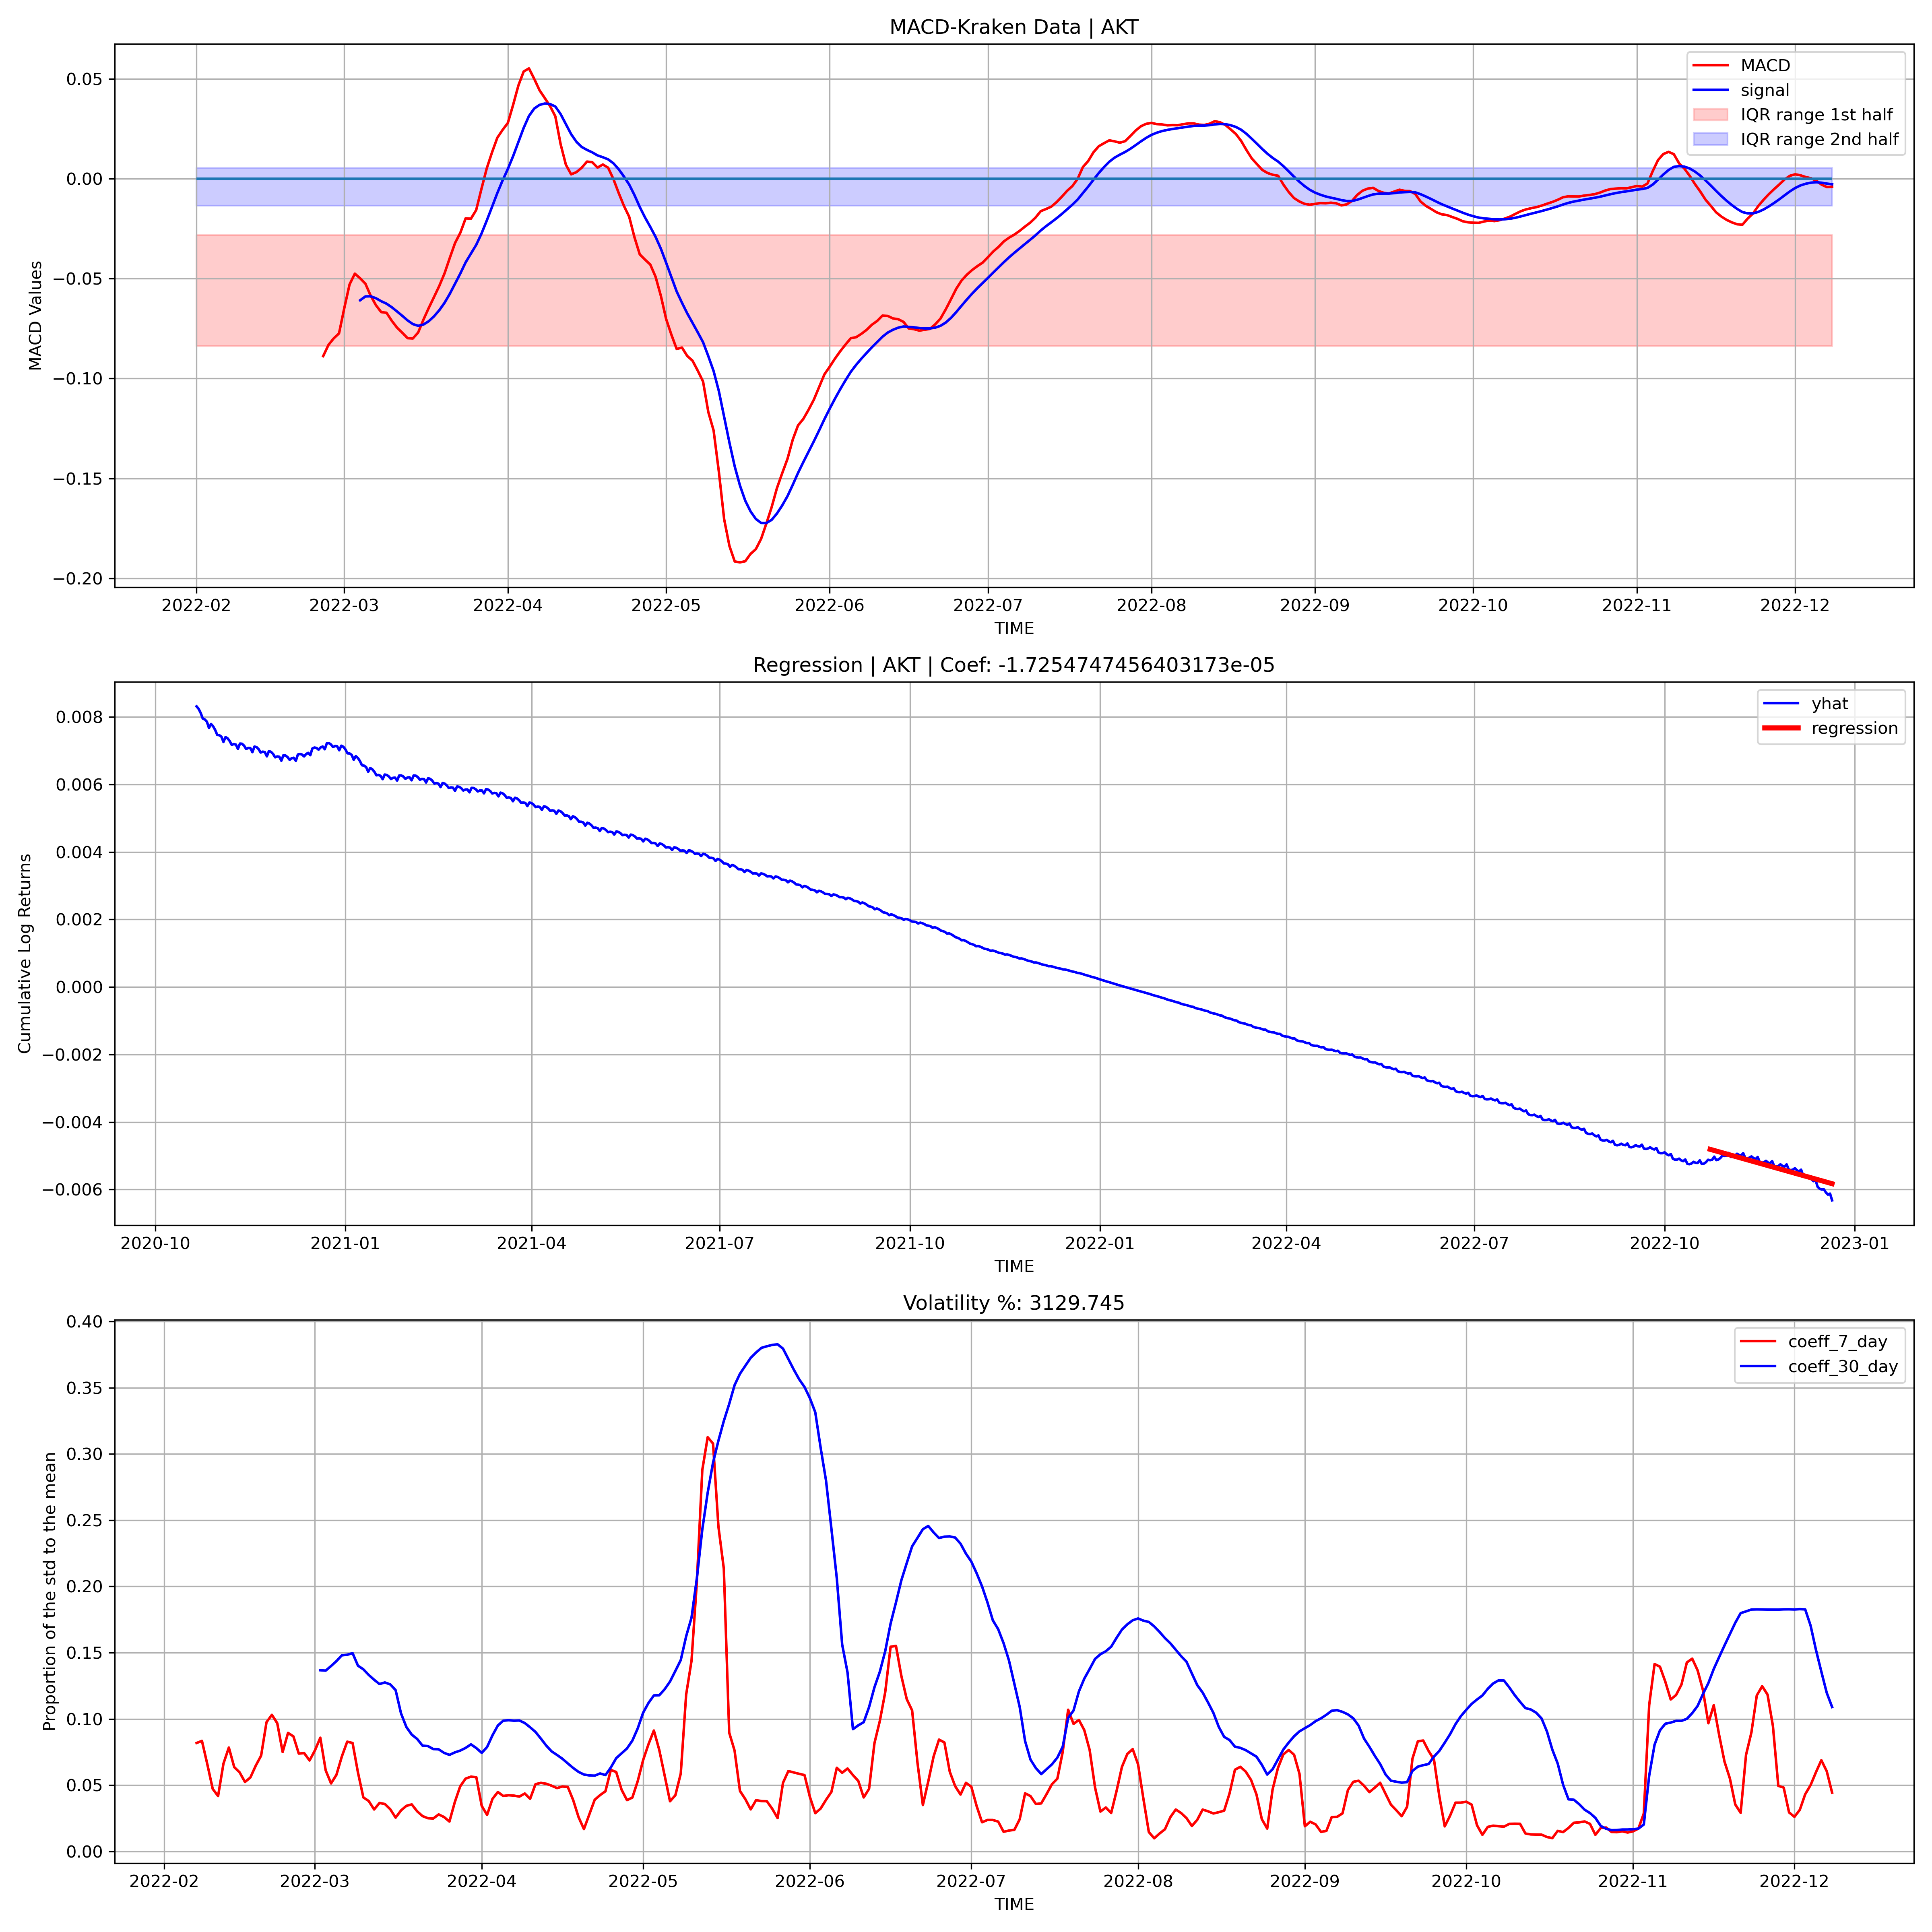 MACD-Kraken Data | AKT
MACD
signal
IQR range 1st half
IQR range 2nd half
MACD Values
0.05
0.00
−0.05
−0.10
−0.15
−0.20
2022-02 2022-03 2022-04 2022-05 2022-06 2022-07 2022-08 2022-09 2022-10 2022-11 2022-12
TIME
Regression | AKT | Coef: -1.7254747456403173e-05
yhat
regression
Cumulative Log Returns
0.008
0.006
0.004
0.002
0.000
−0.002
−0.004
−0.006
2020-10 2021-01 2021-04 2021-07 2021-10 2022-01 2022-04 2022-07 2022-10 2023-01
TIME
Volatility %: 3129.745
coeff_7_day
coeff_30_day
Proportion of the std to the mean
0.40
0.35
0.30
0.25
0.20
0.15
0.10
0.05
0.00
2022-02 2022-03 2022-04 2022-05 2022-06 2022-07 2022-08 2022-09 2022-10 2022-11 2022-12
TIME